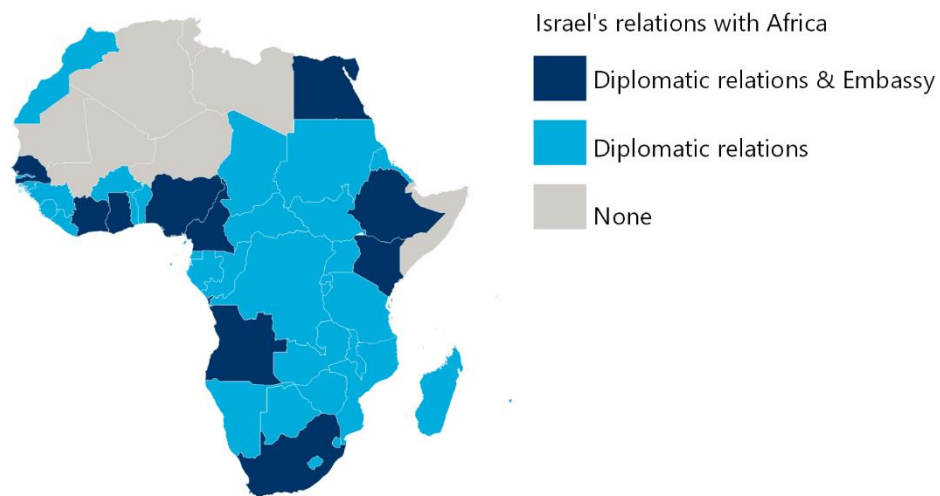 Israel's relations with Africa
Diplomatic relations & Embassy
Diplomatic relations
None